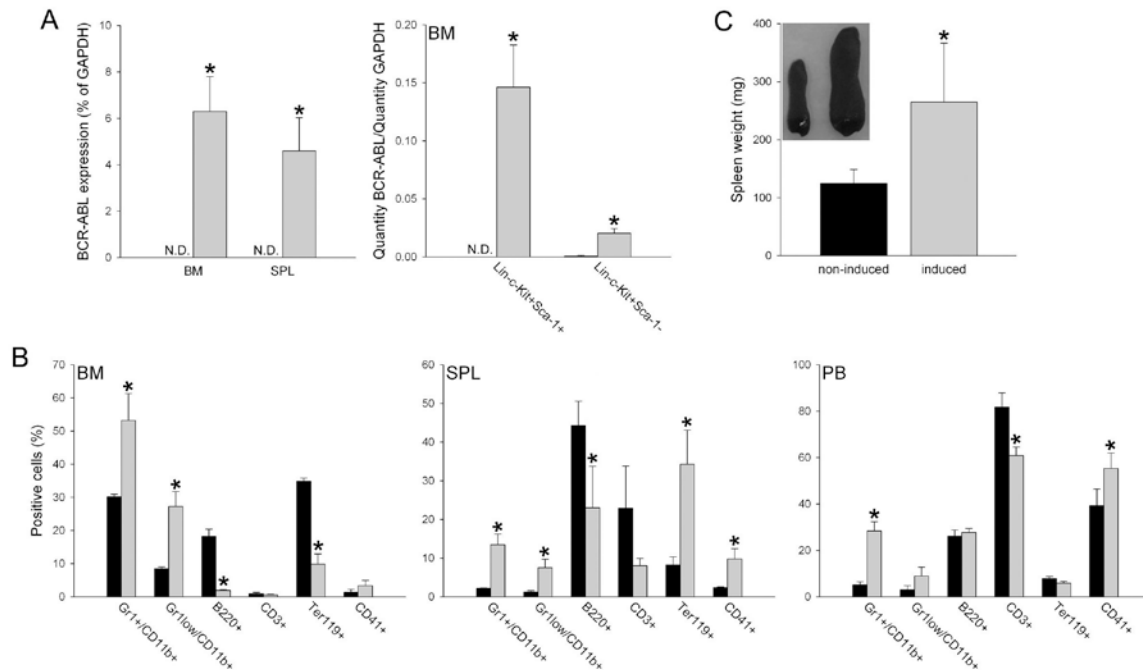 A
BCR-ABL expression (% of GAPDH)
10
8
6
4
2
0
*
*
N.D.
N.D.
BM
SPL
BM
Quantity BCR-ABL/Quantity GAPDH
0.15
0.10
0.05
0.00
*
*
N.D.
Lin-c-Kit+Sca-1+
Lin-c-Kit+Sca-1-
C
Spleen weight (mg)
400
300
200
100
0
*
non-induced
induced
B
BM
Positive cells (%)
70
60
50
40
30
20
10
0
*
*
*
*
Gr1+/CD11b+
Gr1low/CD11b+
B220+
CD3+
Ter119+
CD41+
SPL
60
50
40
30
20
10
0
*
*
*
*
*
Gr1+/CD11b+
Gr1low/CD11b+
B220+
CD3+
Ter119+
CD41+
PB
100
80
60
40
20
0
*
*
*
Gr1+/CD11b+
Gr1low/CD11b+
B220+
CD3+
Ter119+
CD41+